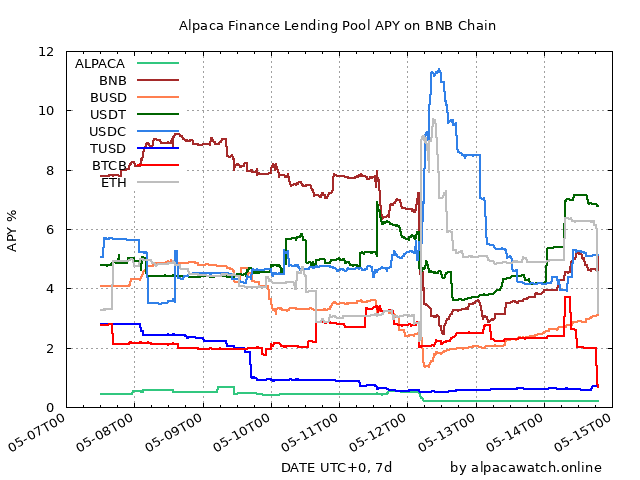 Alpaca Finance Lending Pool APY on BNB Chain
12
10
8
6
4
2
0
APY %
ALPACA
BNB
BUSD
USDT
USDC
TUSD
BTCB
ETH
05-07T00
05-08T00
05-09T00
05-10T00
05-11T00
05-12T00
05-13T00
05-14T00
05-15T00
DATE UTC+0, 7d
by alpacawatch.online